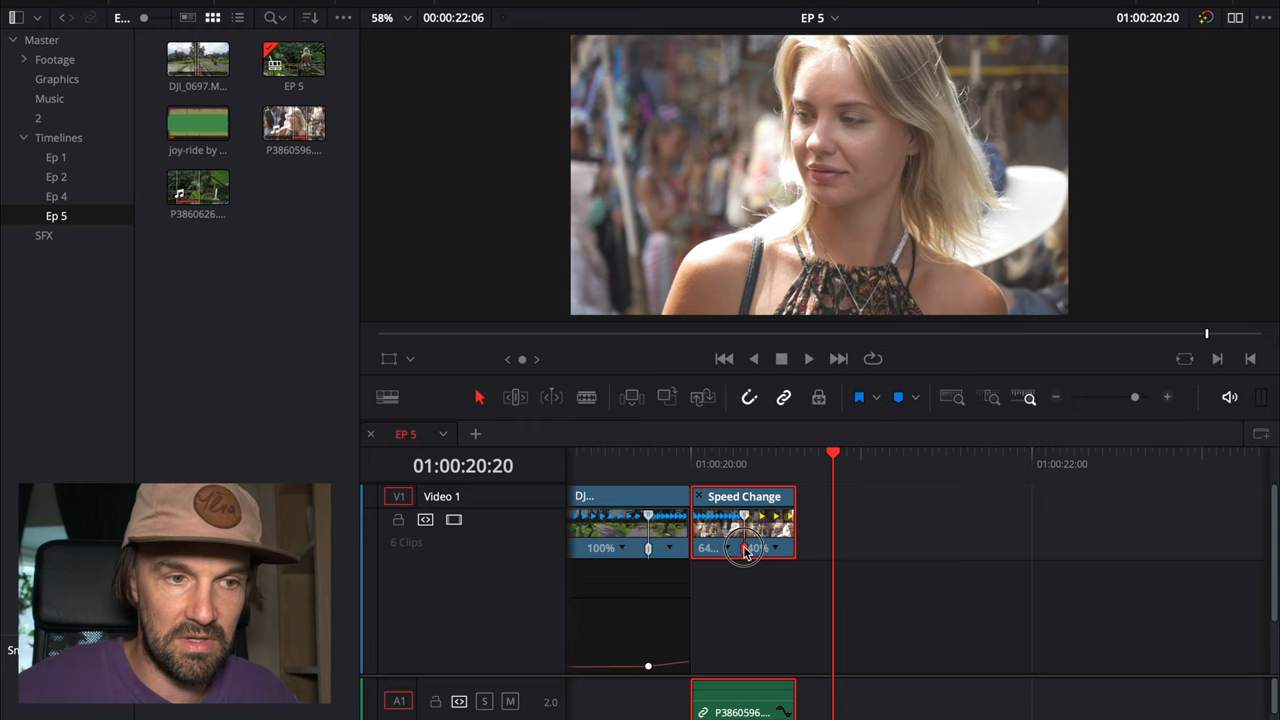 E... 58% 00:00:22:06 EP 5 01:00:20:20
Master
Footage
Graphics
Music
2
Timelines
Ep 1
Ep 2
Ep 4
Ep 5
SFX
DJI_0697.M... EP 5
joy-ride by ... P3860596....
P3860626....
EP 5
01:00:20:20 01:00:20:00 01:00:22:00
V1 Video 1 DJ... Speed Change
6 Clips 100% 64...
A1 S M 2.0 P3860596....